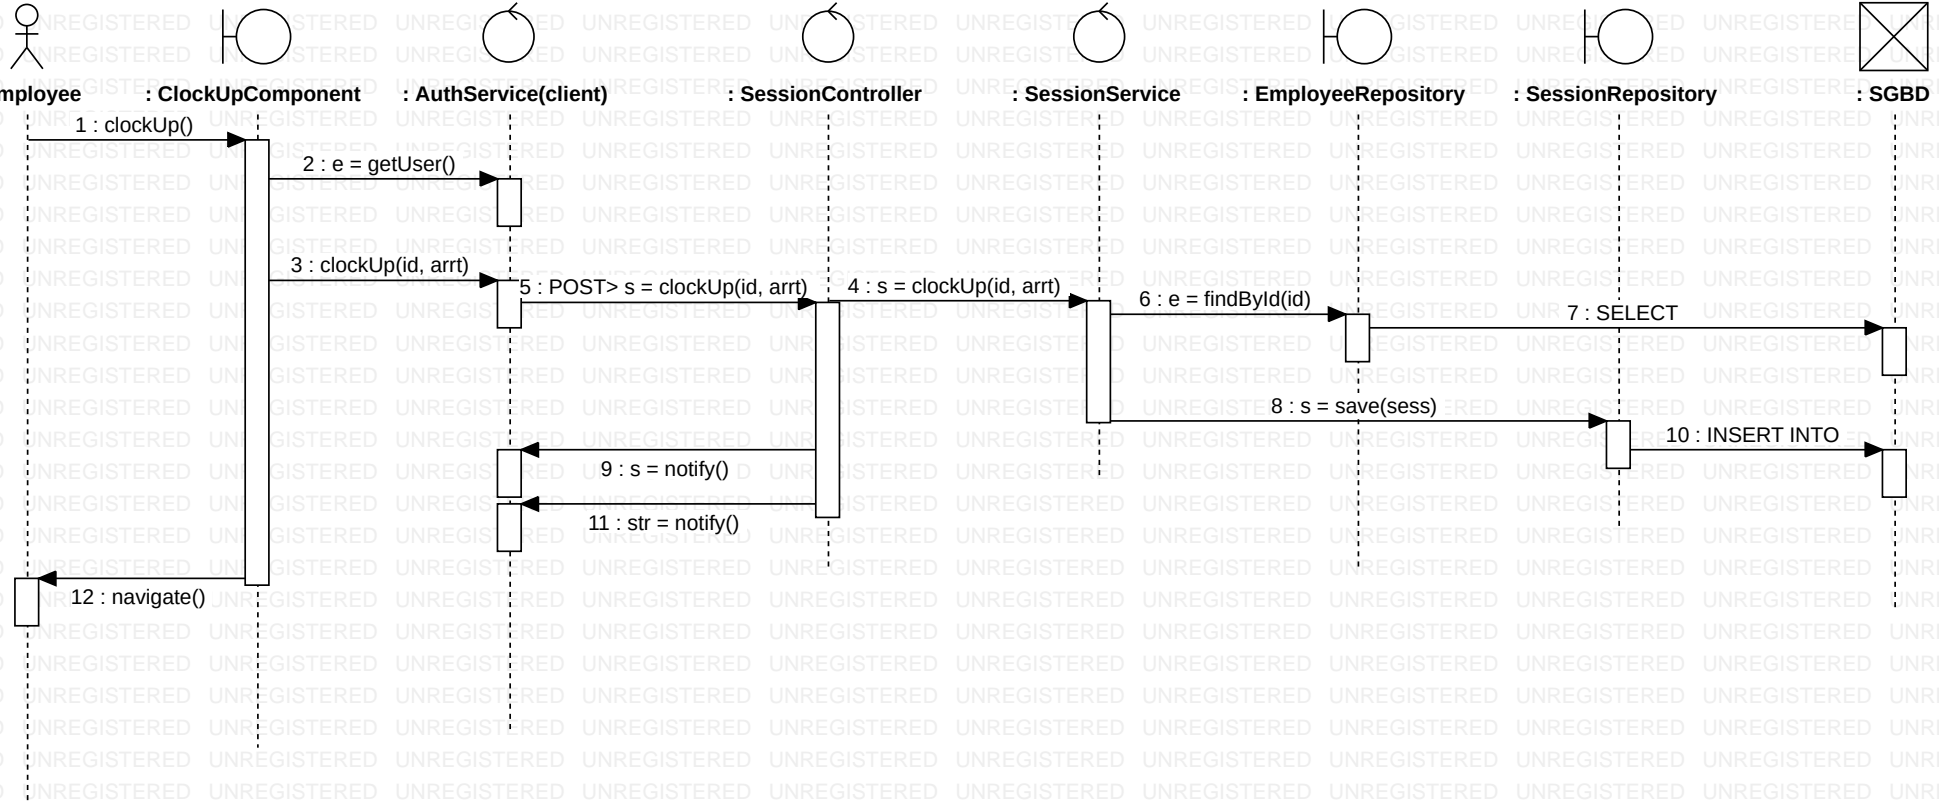 mployee
: ClockUpComponent
: AuthService(client)
: SessionController
: SessionService
: EmployeeRepository
: SessionRepository
: SGBD
1 : clockUp()
2 : e = getUser()
3 : clockUp(id, arrt)
5 : POST> s = clockUp(id, arrt)
4 : s = clockUp(id, arrt)
6 : e = findById(id)
7 : SELECT
8 : s = save(sess)
10 : INSERT INTO
9 : s = notify()
11 : str = notify()
12 : navigate()
UNREGISTERED